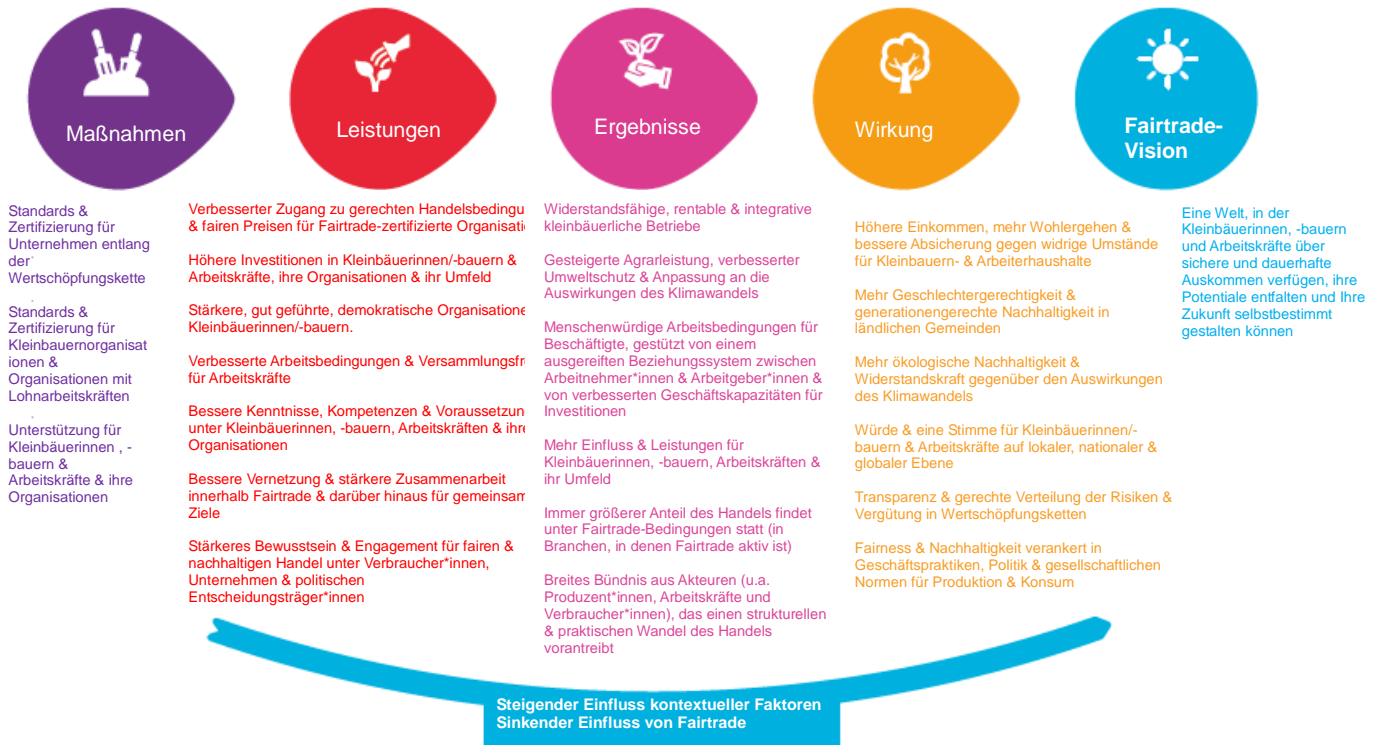 Maßnahmen
Leistungen
Ergebnisse
Wirkung
Fairtrade-
Vision
Standards &
Zertifizierung für
Unternehmen entlang
der
Wertschöpfungskette
Standards &
Zertifizierung für
Kleinbauernorganisat
ionen &
Organisationen mit
Lohnarbeitskräften
Unterstützung für
Kleinbäuerinnen , -
bauern &
Arbeitskräfte & ihre
Organisationen
Verbesserter Zugang zu gerechten Handelsbedingu
& fairen Preisen für Fairtrade-zertifizierte Organisati
Höhere Investitionen in Kleinbäuerinnen/-bauern &
Arbeitskräfte, ihre Organisationen & ihr Umfeld
Stärkere, gut geführte, demokratische Organisatione
Kleinbäuerinnen/-bauern.
Verbesserte Arbeitsbedingungen & Versammlungsfr
für Arbeitskräfte
Bessere Kenntnisse, Kompetenzen & Voraussetzun
unter Kleinbäuerinnen, -bauern, Arbeitskräften & ihre
Organisationen
Bessere Vernetzung & stärkere Zusammenarbeit
innerhalb Fairtrade & darüber hinaus für gemeinsam
Ziele
Stärkeres Bewusstsein & Engagement für fairen &
nachhaltigen Handel unter Verbraucher*innen,
Unternehmen & politischen
Entscheidungsträger*innen
Widerstandsfähige, rentable & integrative
kleinbäuerliche Betriebe
Gesteigerte Agrarleistung, verbesserter
Umweltschutz & Anpassung an die
Auswirkungen des Klimawandels
Menschenwürdige Arbeitsbedingungen für
Beschäftigte, gestützt von einem
ausgereiften Beziehungssystem zwischen
Arbeitnehmer*innen & Arbeitgeber*innen &
von verbesserten Geschäftskapazitäten für
Investitionen
Mehr Einfluss & Leistungen für
Kleinbäuerinnen, -bauern, Arbeitskräften &
ihr Umfeld
Immer größerer Anteil des Handels findet
unter Fairtrade-Bedingungen statt (in
Branchen, in denen Fairtrade aktiv ist)
Breites Bündnis aus Akteuren (u.a.
Produzent*innen, Arbeitskräfte und
Verbraucher*innen), das einen strukturellen
& praktischen Wandel des Handels
vorantreibt
Höhere Einkommen, mehr Wohlergehen &
bessere Absicherung gegen widrige Umstände
für Kleinbauern- & Arbeiterhaushalte
Mehr Geschlechtergerechtigkeit &
generationengerechte Nachhaltigkeit in
ländlichen Gemeinden
Mehr ökologische Nachhaltigkeit &
Widerstandskraft gegenüber den Auswirkungen
des Klimawandels
Würde & eine Stimme für Kleinbäuerinnen/-
bauern & Arbeitskräfte auf lokaler, nationaler &
globaler Ebene
Transparenz & gerechte Verteilung der Risiken &
Vergütung in Wertschöpfungsketten
Fairness & Nachhaltigkeit verankert in
Geschäftspraktiken, Politik & gesellschaftlichen
Normen für Produktion & Konsum
Eine Welt, in der
Kleinbäuerinnen, -bauern
und Arbeitskräfte über
sichere und dauerhafte
Auskommen verfügen, ihre
Potentiale entfalten und Ihre
Zukunft selbstbestimmt
gestalten können
Steigender Einfluss kontextueller Faktoren
Sinkender Einfluss von Fairtrade